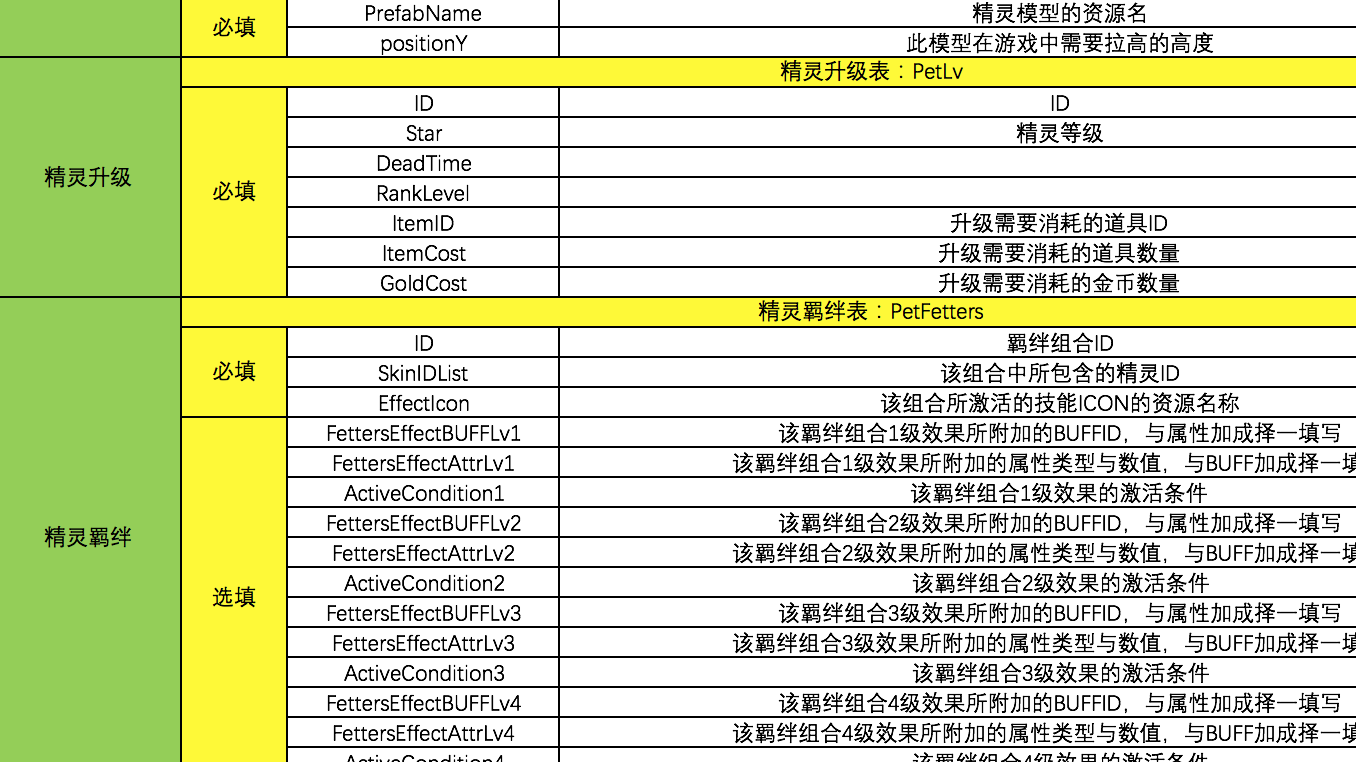 必填
PrefabName 精灵模型的资源名
positionY 此模型在游戏中需要拉高的高度
精灵升级
精灵升级表：PetLv
必填
ID ID
Star 精灵等级
DeadTime
RankLevel
ItemID 升级需要消耗的道具ID
ItemCost 升级需要消耗的道具数量
GoldCost 升级需要消耗的金币数量
精灵羁绊
精灵羁绊表：PetFetters
必填
ID 羁绊组合ID
SkinIDList 该组合中所包含的精灵ID
EffectIcon 该组合所激活的技能ICON的资源名称
选填
FettersEffectBUFFLv1 该羁绊组合1级效果所附加的BUFFID，与属性加成择一填写
FettersEffectAttrLv1 该羁绊组合1级效果所附加的属性类型与数值，与BUFF加成择一填
ActiveCondition1 该羁绊组合1级效果的激活条件
FettersEffectBUFFLv2 该羁绊组合2级效果所附加的BUFFID，与属性加成择一填写
FettersEffectAttrLv2 该羁绊组合2级效果所附加的属性类型与数值，与BUFF加成择一填
ActiveCondition2 该羁绊组合2级效果的激活条件
FettersEffectBUFFLv3 该羁绊组合3级效果所附加的BUFFID，与属性加成择一填写
FettersEffectAttrLv3 该羁绊组合3级效果所附加的属性类型与数值，与BUFF加成择一填
ActiveCondition3 该羁绊组合3级效果的激活条件
FettersEffectBUFFLv4 该羁绊组合4级效果所附加的BUFFID，与属性加成择一填写
FettersEffectAttrLv4 该羁绊组合4级效果所附加的属性类型与数值，与BUFF加成择一填
ActiveCondition4 该羁绊组合4级效果的激活条件